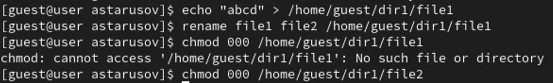 [guest@user astarusov]$ echo "abcd" > /home/guest/dir1/file1
[guest@user astarusov]$ rename file1 file2 /home/guest/dir1/file1
[guest@user astarusov]$ chmod 000 /home/guest/dir1/file1
chmod: cannot access '/home/guest/dir1/file1': No such file or directory
[guest@user astarusov]$ chmod 000 /home/guest/dir1/file2